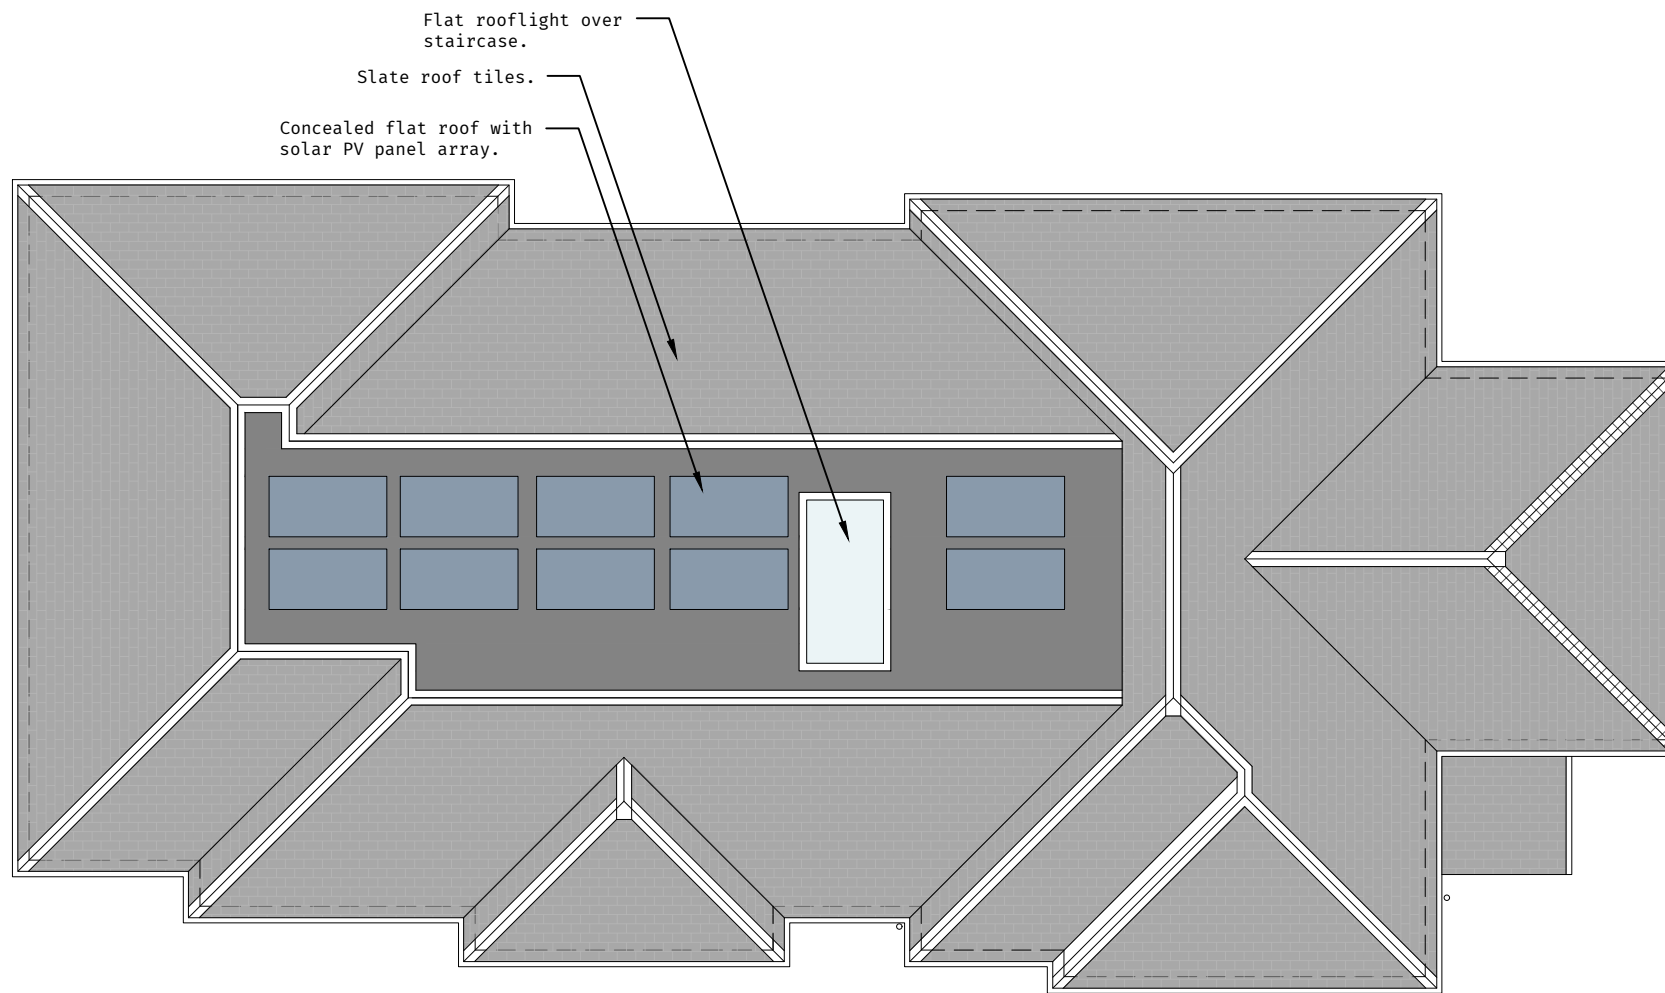 Flat rooflight over
staircase.
Slate roof tiles.
Concealed flat roof with
solar PV panel array.